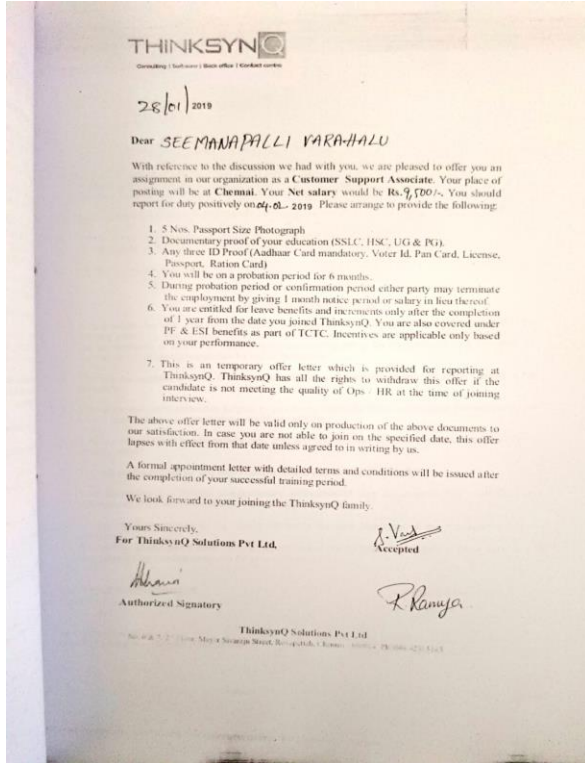 THINKSYNQ
Consulting | Software | Back office | Contact centre
28/01/2019
Dear SEEMANAPALLI VARAHALU
With reference to the discussion we had with you, we are pleased to offer you an
assignment in our organization as a Customer Support Associate. Your place of
posting will be at Chennai. Your Net salary would be Rs.9,500/-. You should
report for duty positively on 04.02. 2019 Please arrange to provide the following:
1. 5 Nos. Passport Size Photograph
2. Documentary proof of your education (SSLC, HSC, UG & PG).
3. Any three ID Proof (Aadhaar Card mandatory, Voter Id, Pan Card, License,
Passport, Ration Card)
4. You will be on a probation period for 6 months.
5. During probation period or confirmation period either party may terminate
the employment by giving 1 month notice period or salary in lieu thereof.
6. You are entitled for leave benefits and increments only after the completion
of 1 year from the date you joined ThinksynQ. You are also covered under
PF & ESI benefits as part of TCTC. Incentives are applicable only based
on your performance.
7. This is an temporary offer letter which is provided for reporting at
ThinksynQ. ThinksynQ has all the rights to withdraw this offer if the
candidate is not meeting the quality of Ops - HR at the time of joining
interview.
The above offer letter will be valid only on production of the above documents to
our satisfaction. In case you are not able to join on the specified date, this offer
lapses with effect from that date unless agreed to in writing by us.
A formal appointment letter with detailed terms and conditions will be issued after
the completion of your successful training period.
We look forward to your joining the ThinksynQ family.
Yours Sincerely,
For ThinksynQ Solutions Pvt Ltd,
S. Vard
Accepted
Authorized Signatory
R Ramya
ThinksynQ Solutions Pvt Ltd
Street, Chennai